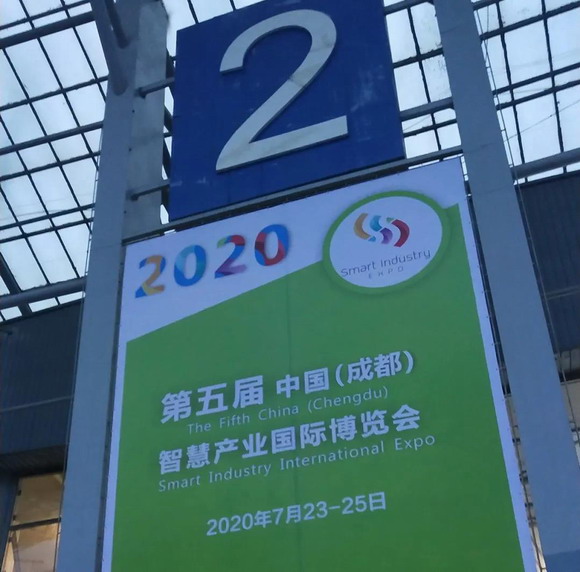 2
2020
Smart Industry
EXPO
第五届 中国(成都)
The Fifth China (Chengdu)
智慧产业国际博览会
Smart Industry International Expo
2020年7月23-25日